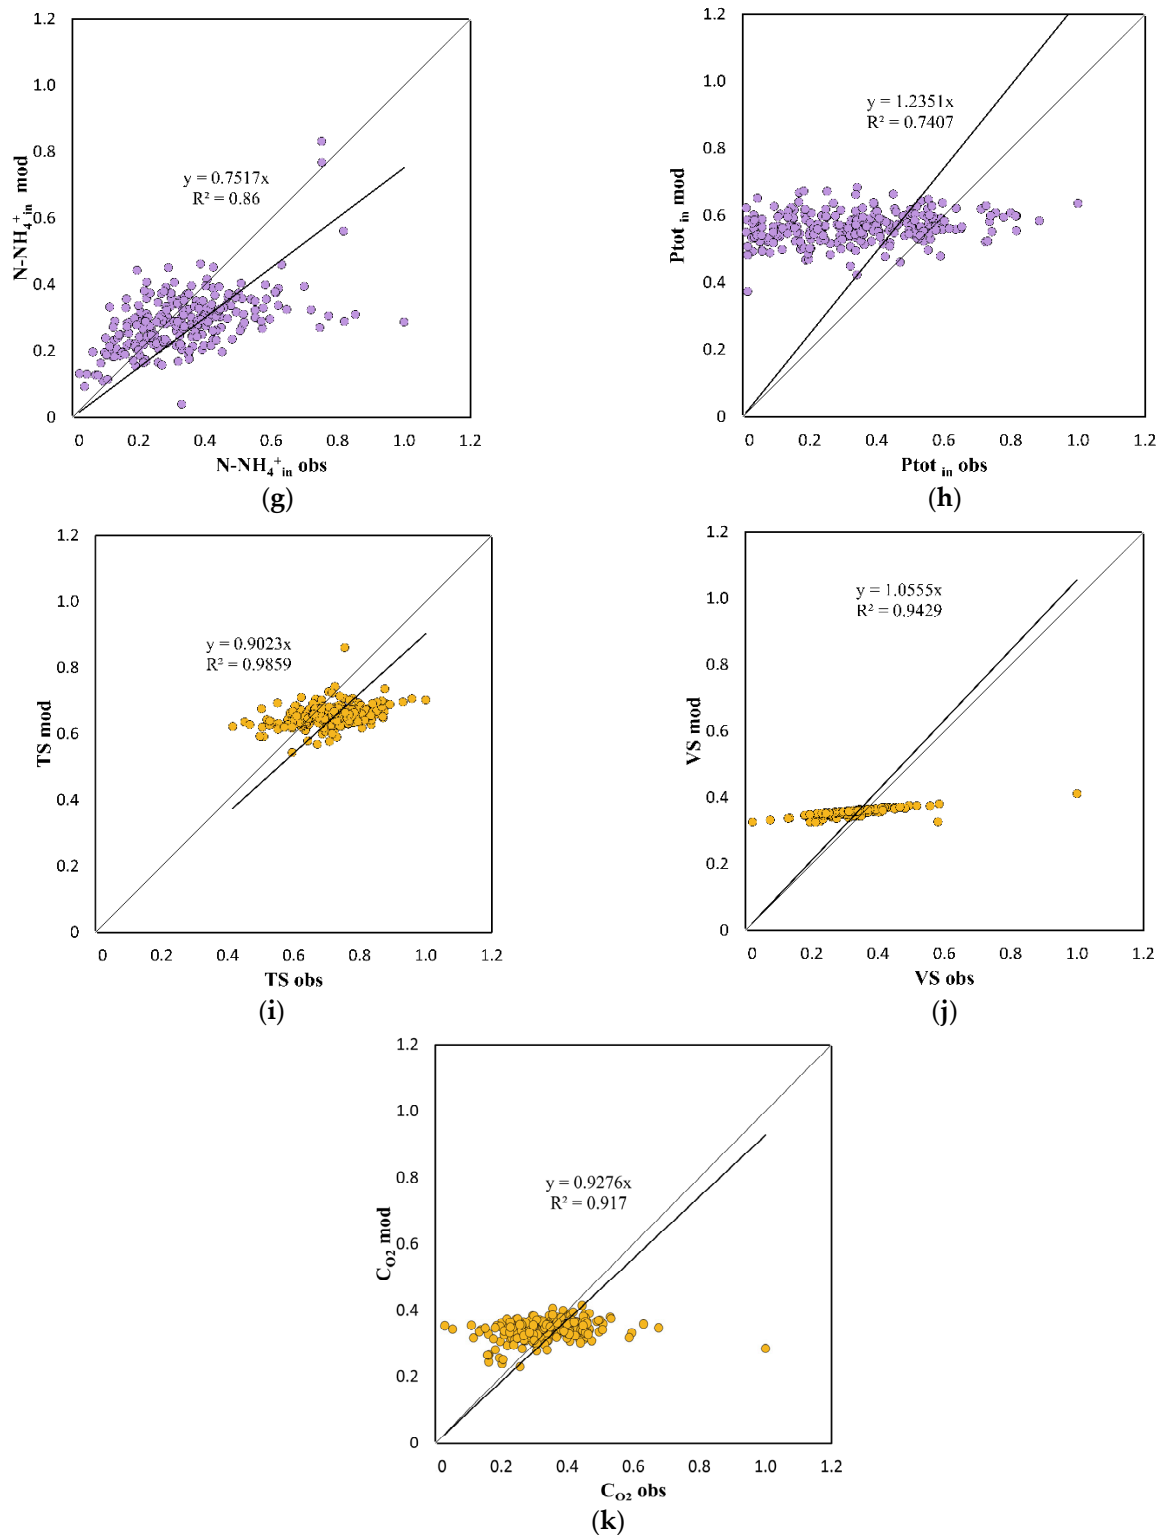 1.2
1.0
0.8
0.6
0.4
0.2
0
N-NH₄⁺in mod
y = 0.7517x
R² = 0.86
0 0.2 0.4 0.6 0.8 1.0 1.2
N-NH₄⁺in obs
(g)
1.2
1.0
0.8
0.6
0.4
0.2
0
Ptot in mod
y = 1.2351x
R² = 0.7407
0 0.2 0.4 0.6 0.8 1.0 1.2
Ptot in obs
(h)
1.2
1.0
0.8
0.6
0.4
0.2
0
TS mod
y = 0.9023x
R² = 0.9859
0 0.2 0.4 0.6 0.8 1.0 1.2
TS obs
(i)
1.2
1.0
0.8
0.6
0.4
0.2
0
VS mod
y = 1.0555x
R² = 0.9429
0 0.2 0.4 0.6 0.8 1.0 1.2
VS obs
(j)
1.2
1.0
0.8
0.6
0.4
0.2
0
CO2 mod
y = 0.9276x
R² = 0.917
0 0.2 0.4 0.6 0.8 1.0 1.2
CO2 obs
(k)